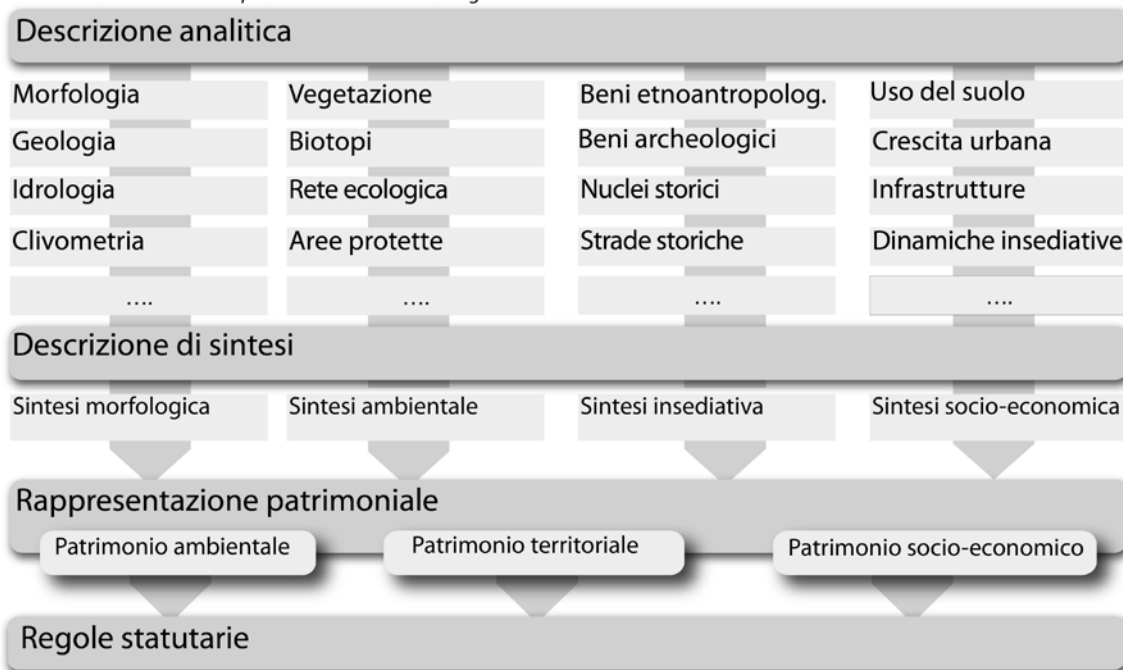 Descrizione analitica
Morfologia Vegetazione Beni etnoantropolog. Uso del suolo
Geologia Biotopi Beni archeologici Crescita urbana
Idrologia Rete ecologica Nuclei storici Infrastrutture
Clivometria Aree protette Strade storiche Dinamiche insediative
.... .... .... ....
Descrizione di sintesi
Sintesi morfologica Sintesi ambientale Sintesi insediativa Sintesi socio-economica
Rappresentazione patrimoniale
Patrimonio ambientale Patrimonio territoriale Patrimonio socio-economico
Regole statutarie